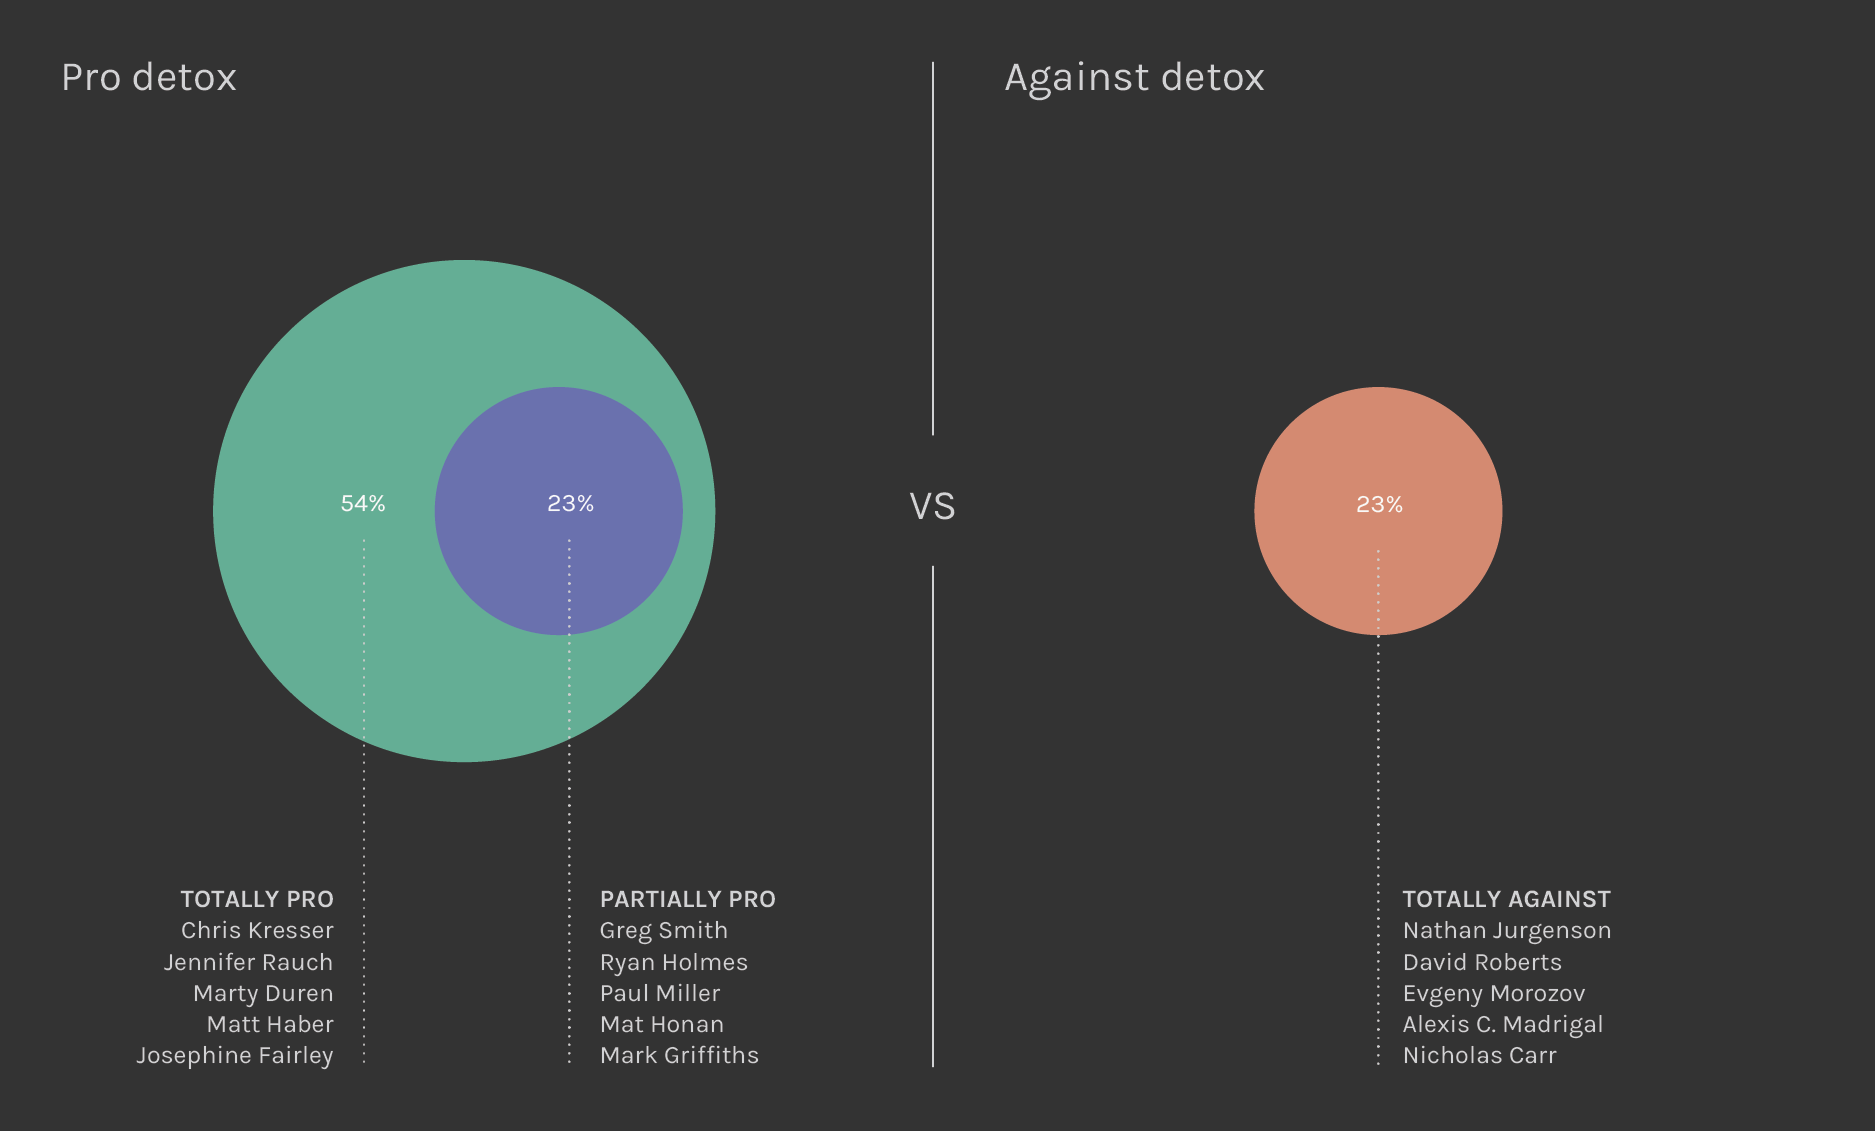 Pro detox
Against detox
54%
23%
VS
23%
TOTALLY PRO
Chris Kresser
Jennifer Rauch
Marty Duren
Matt Haber
Josephine Fairley
PARTIALLY PRO
Greg Smith
Ryan Holmes
Paul Miller
Mat Honan
Mark Griffiths
TOTALLY AGAINST
Nathan Jurgenson
David Roberts
Evgeny Morozov
Alexis C. Madrigal
Nicholas Carr